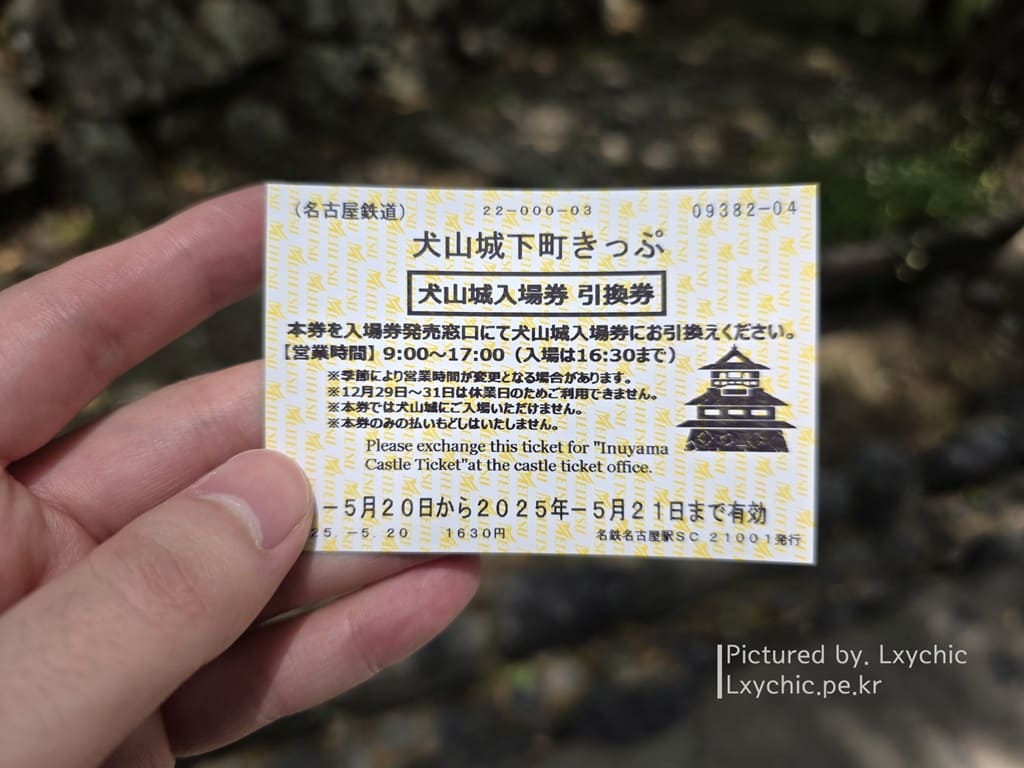 （名古屋鉄道） 22-000-03 09382-04
犬山城下町きっぷ
犬山城入場券 引換券
本券を入場券発売窓口にて犬山城入場券にお引換えください。
【営業時間】9:00～17:00（入場は16:30まで）
※季節により営業時間が変更となる場合があります。
※12月29日～31日は休業日のためご利用できません。
※本券では犬山城にご入場いただけません。
※本券のみの払いもどしはいたしません。
Please exchange this ticket for "Inuyama
Castle Ticket"at the castle ticket office.
-5月20日から2025年-5月21日まで有効
25.-5.20 1630円 名鉄名古屋駅SC 21001発行
Pictured by. Lxychic
Lxychic.pe.kr